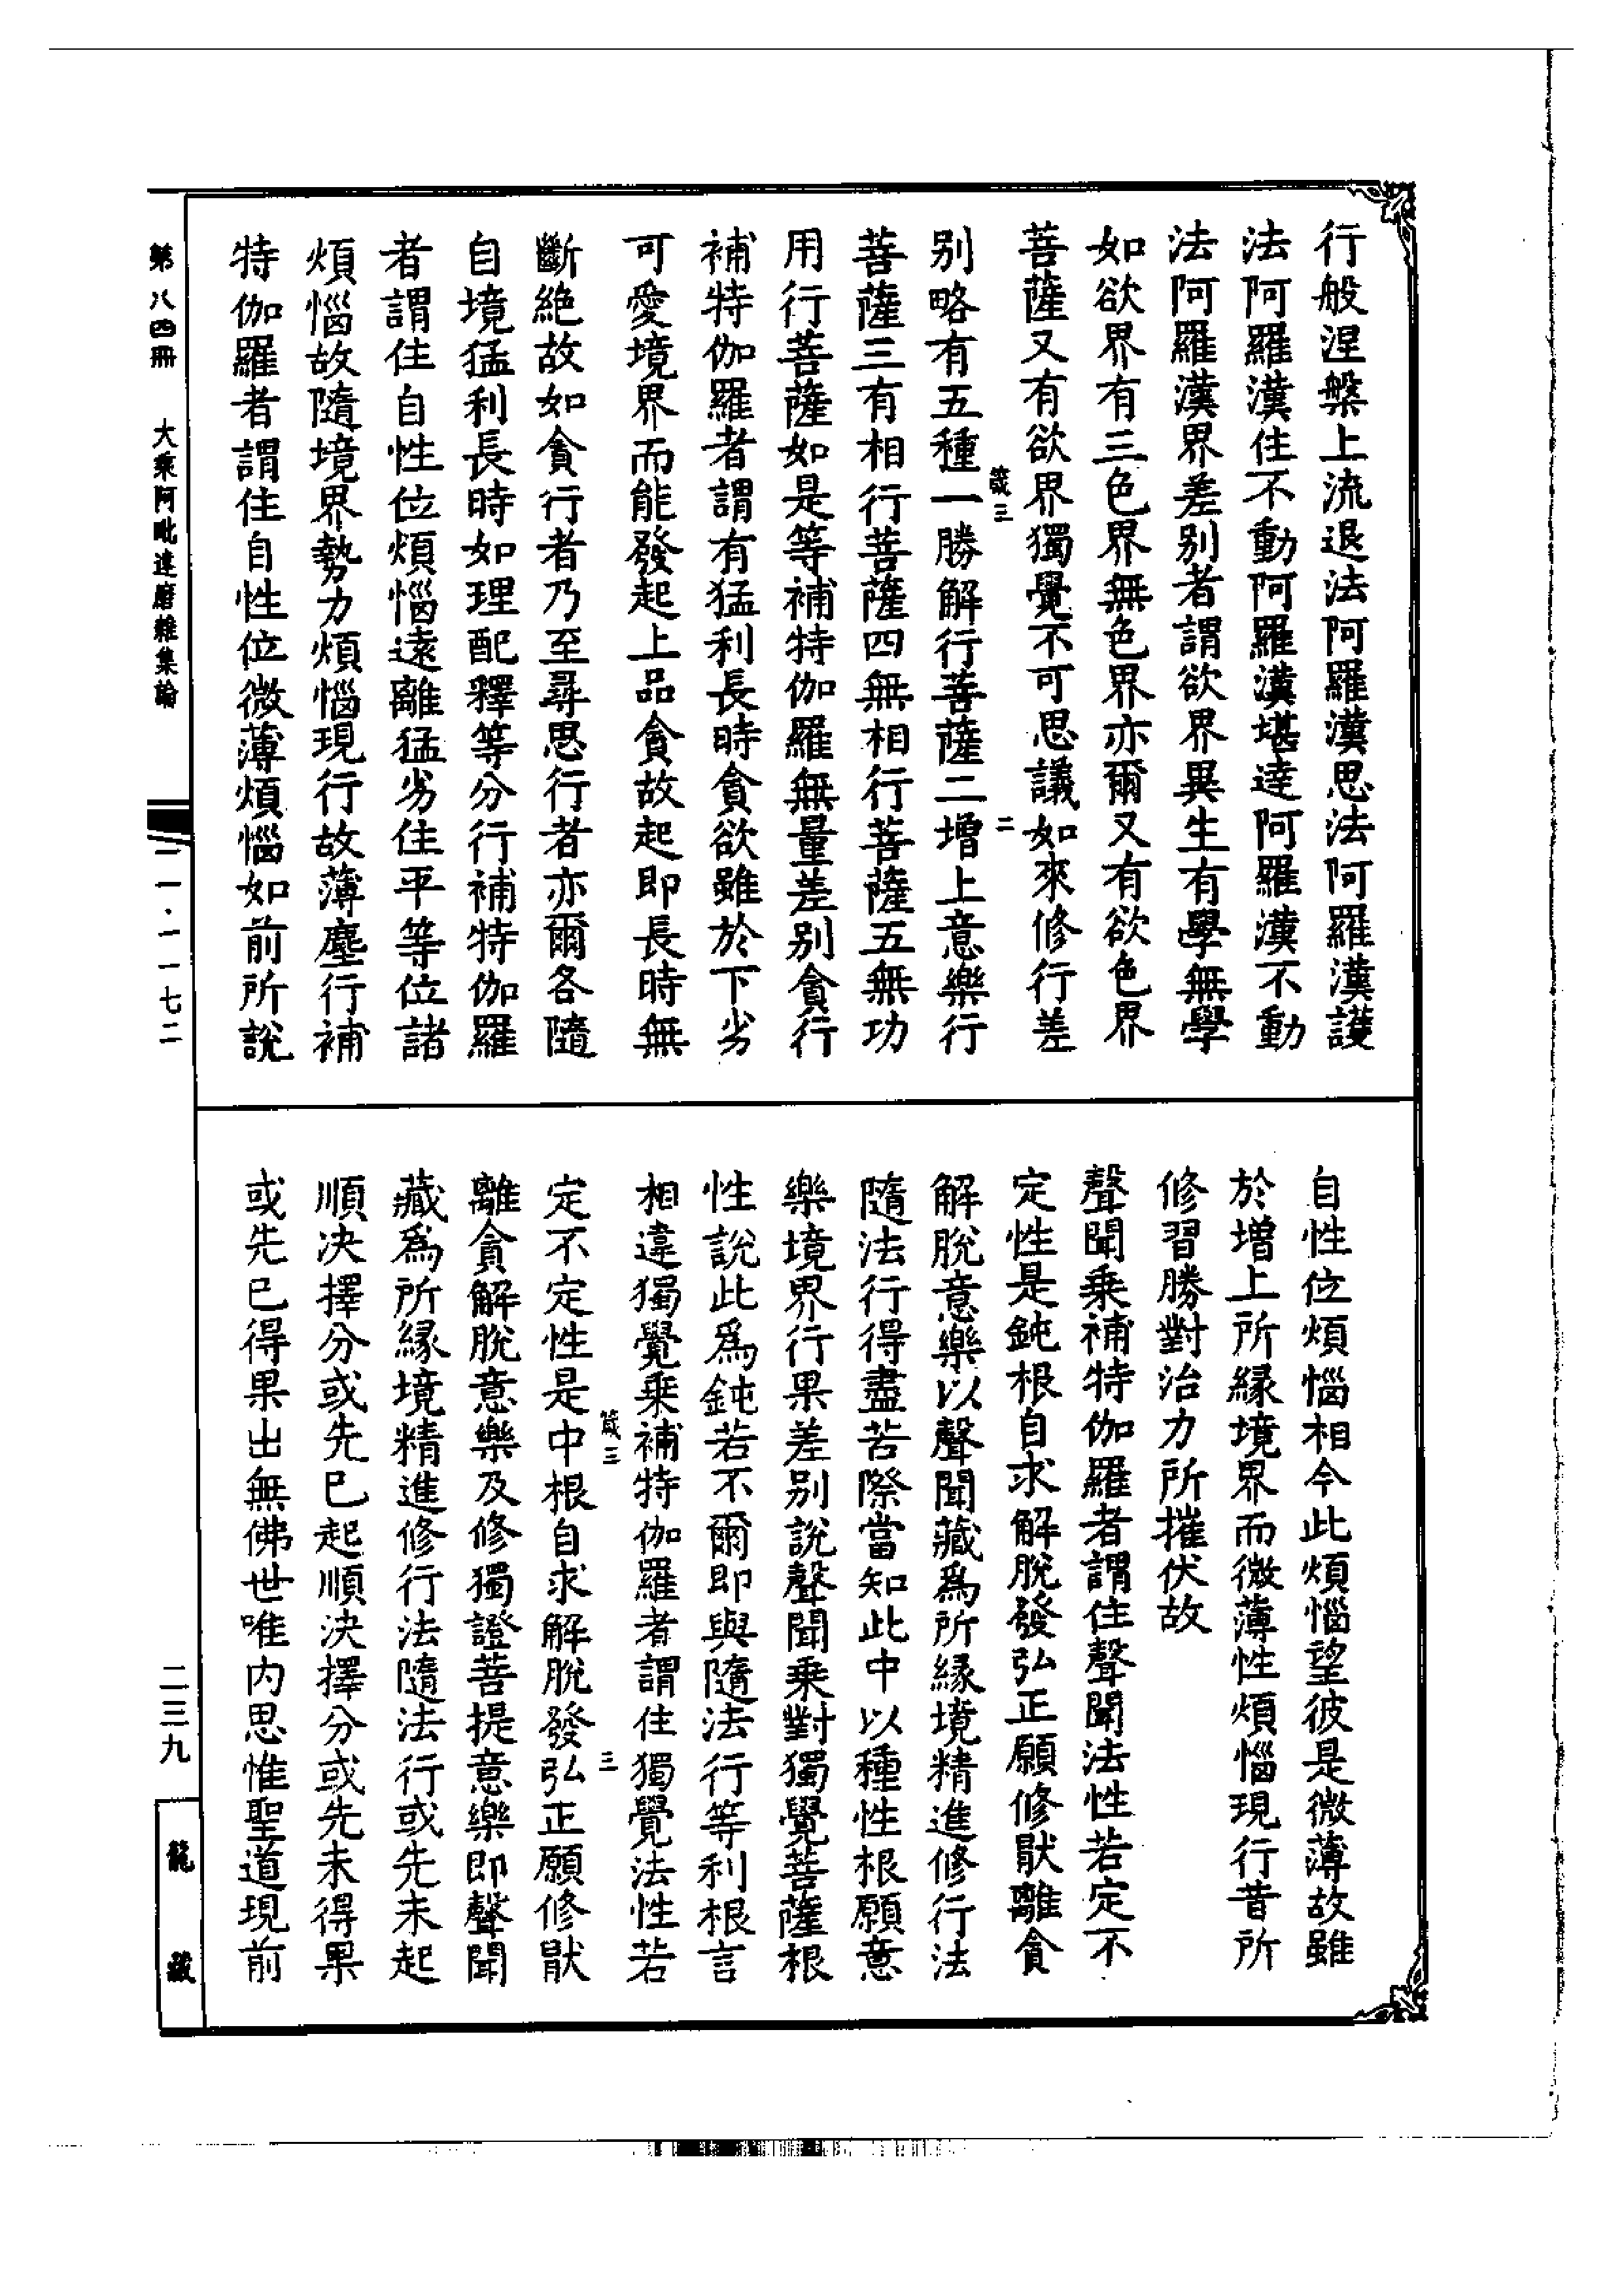 行般涅槃上流退法阿羅漢思法阿羅漢護
法阿羅漢住不動阿羅漢堪達阿羅漢不動
法阿羅漢界差別者謂欲界異生有學無學
如欲界有三色界無色界亦爾又有欲色界
菩薩又有欲界獨覺不可思議如來修行差
箴三
二
別略有五種一勝解行菩薩二增上意樂行
菩薩三有相行菩薩四無相行菩薩五無功
用行菩薩如是等補特伽羅無量差別貪行
補特伽羅者謂有猛利長時貪欲雖於下劣
可愛境界而能發起上品貪故起即長時無
斷絶故如貪行者乃至尋思行者亦爾各隨
自境猛利長時如理配釋等分行補特伽羅
者謂住自性位煩惱遠離猛劣住平等位諸
煩惱故隨境界勢力煩惱現行故薄塵行補
特伽羅者謂住自性位微薄煩惱如前所說
自性位煩惱相今此煩惱望彼是微薄故雖
於增上所緣境界而微薄性煩惱現行昔所
修習勝對治力所摧伏故
聲聞乘補特伽羅者謂住聲聞法性若定不
定性是鈍根自求解脫發弘正願修猒離貪
解脫意樂以聲聞藏爲所緣境精進修行法
隨法行得盡苦際當知此中以種性根願意
樂境界行果差別說聲聞乘對獨覺菩薩根
性說此爲鈍若不爾即與隨法行等利根言
相違獨覺乘補特伽羅者謂住獨覺法性若
箴三
三
定不定性是中根自求解脫發弘正願修猒
離貪解脫意樂及修獨證菩提意樂即聲聞
藏爲所緣境精進修行法隨法行或先未起
順決擇分或先已起順決擇分或先未得果
或先已得果出無佛世唯内思惟聖道現前
第八四冊
大乘阿毗達磨雜集論
一一·一一七二
二三九
龍藏